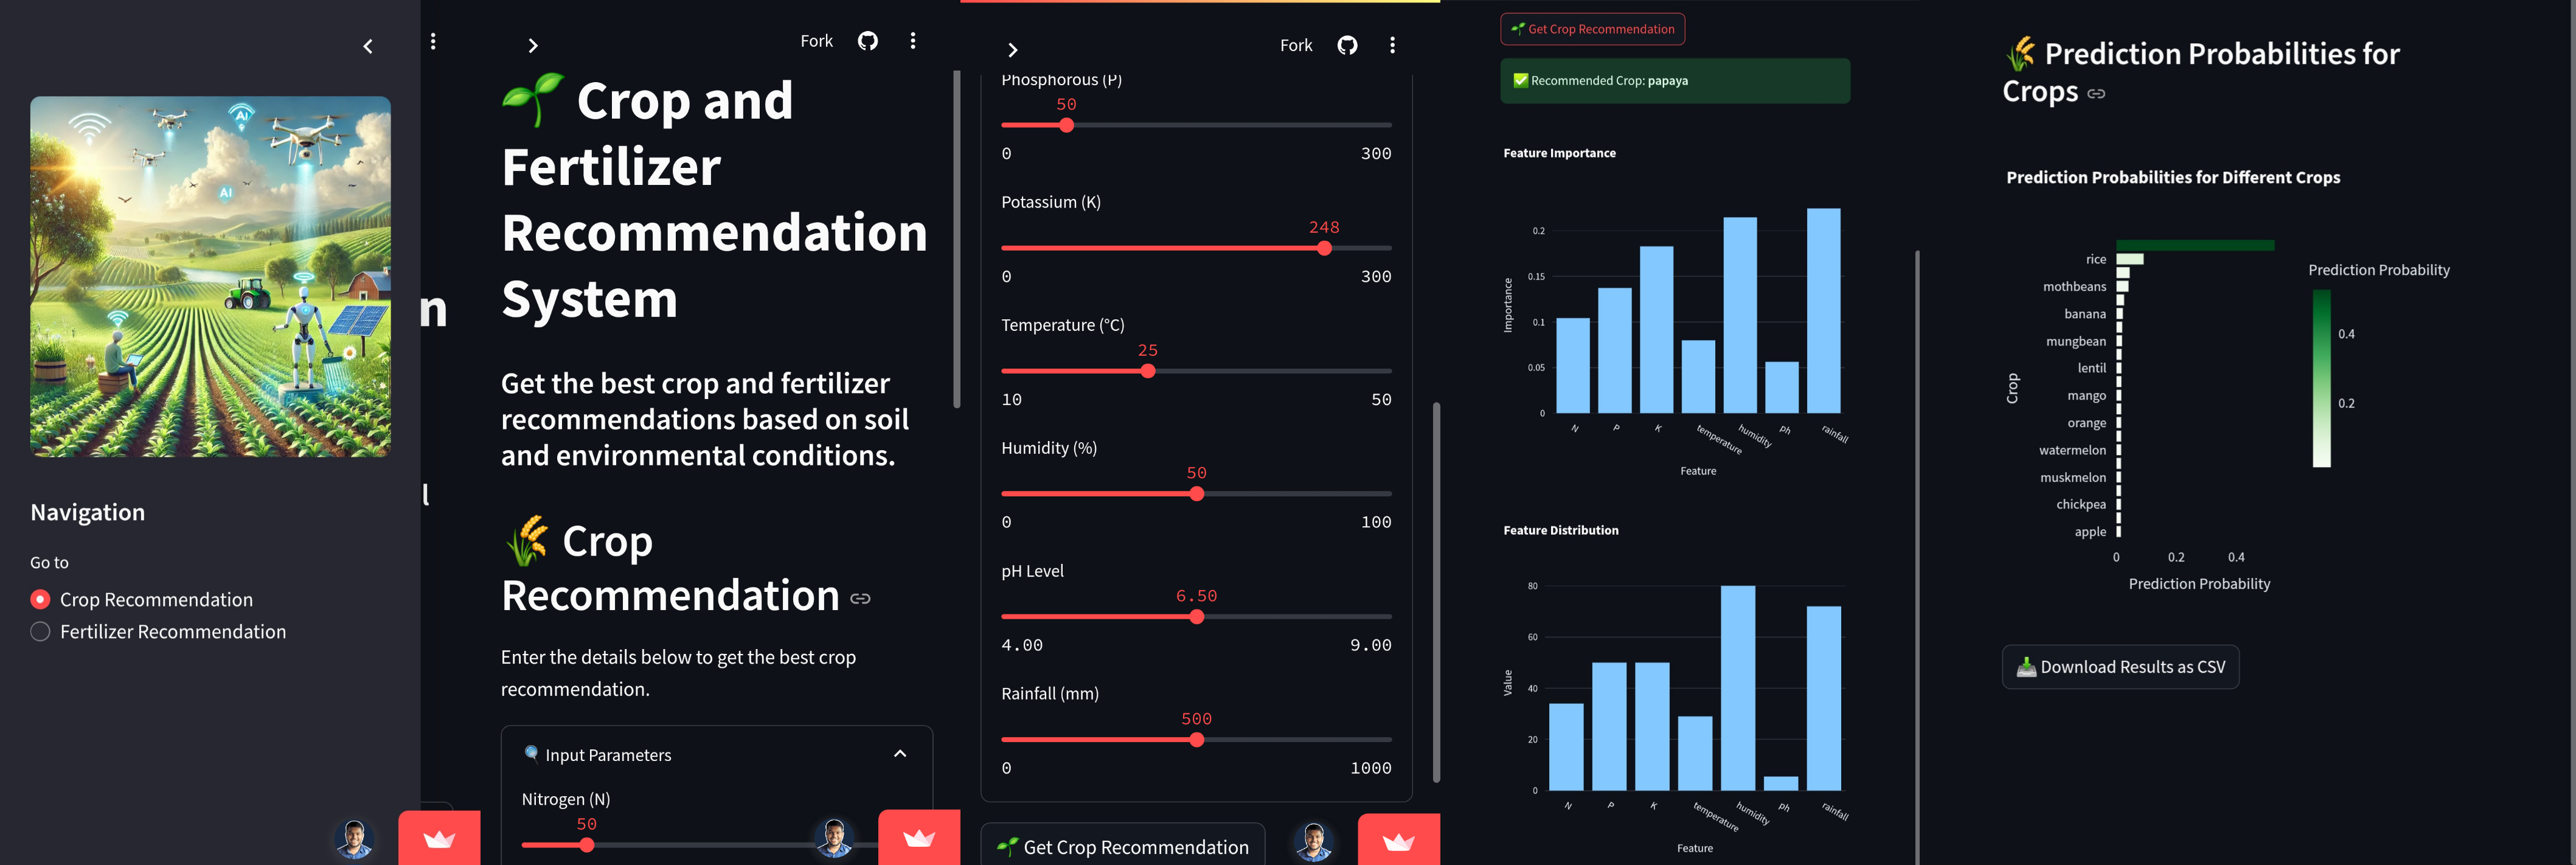 AI
AI
AI
Navigation
Go to
Crop Recommendation
Fertilizer Recommendation
n
l
Fork
🌱 Crop and
Fertilizer
Recommendation
System
Get the best crop and fertilizer
recommendations based on soil
and environmental conditions.
🌾 Crop
Recommendation
Enter the details below to get the best crop
recommendation.
🔍 Input Parameters
Nitrogen (N)
50
Fork
Phosphorous (P)
50
0 300
Potassium (K)
248
0 300
Temperature (°C)
25
10 50
Humidity (%)
50
0 100
pH Level
6.50
4.00 9.00
Rainfall (mm)
500
0 1000
🌱 Get Crop Recommendation
🌱 Get Crop Recommendation
✅ Recommended Crop: papaya
Feature Importance
Importance
0.2
0.15
0.1
0.05
0
N P K temperature humidity ph rainfall
Feature
Feature Distribution
Value
80
60
40
20
0
N P K temperature humidity ph rainfall
Feature
🌾 Prediction Probabilities for
Crops
Prediction Probabilities for Different Crops
Crop
rice
mothbeans
banana
mungbean
lentil
mango
orange
watermelon
muskmelon
chickpea
apple
0 0.2 0.4
Prediction Probability
Prediction Probability
0.4
0.2
📥 Download Results as CSV